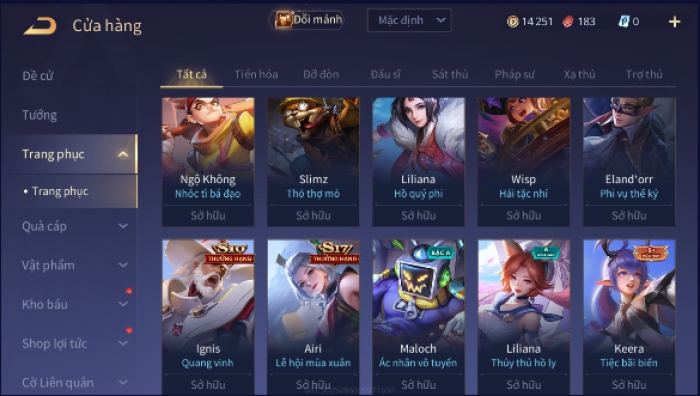 Cửa hàng
Đổi mảnh
Mặc định
14 251
183
0
Đề cử
Tướng
Trang phục
Trang phục
Quà cáp
Vật phẩm
Kho báu
Shop lợi tức
Cờ Liên quân
Tất cả Tiến hóa Đỡ đòn Đấu sĩ Sát thủ Pháp sư Xạ thủ Trợ thủ
Ngộ Không
Nhóc tì bá đạo
Sở hữu
Slimz
Thỏ thợ mỏ
Sở hữu
Liliana
Hồ quý phi
Sở hữu
Wisp
Hải tặc nhí
Sở hữu
Eland'orr
Phi vụ thế kỷ
Sở hữu
THƯỞNG HẠNG
Ignis
Quang vinh
Sở hữu
S17
THƯỞNG HẠNG
Airi
Lễ hội mùa xuân
Sở hữu
BẬC A
Maloch
Ác nhân vô tuyến
Sở hữu
A
Liliana
Thủy thủ hồ ly
Sở hữu
Keera
Tiệc bãi biển
Sở hữu